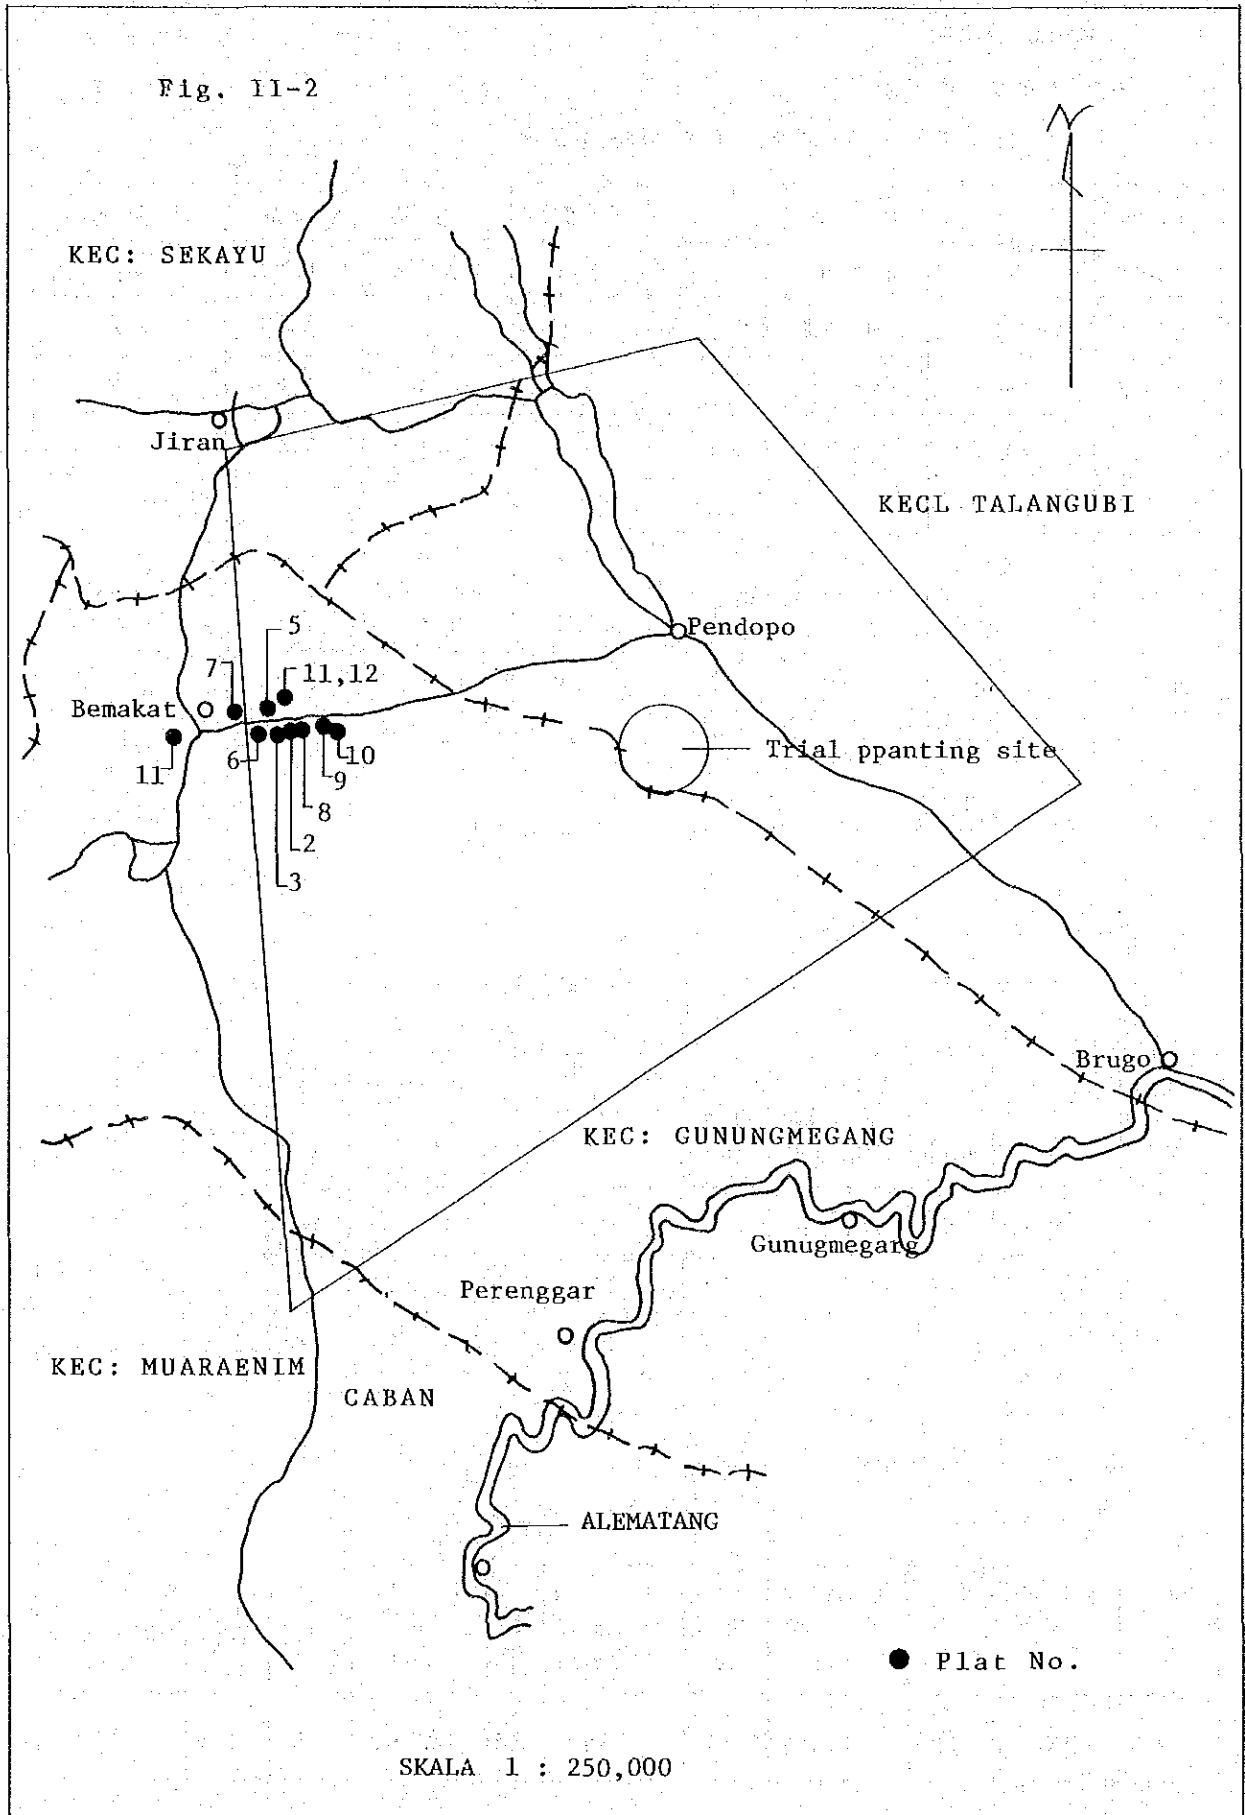 Fig. II-2
N
KEC: SEKAYU
Jiran
KECL TALANGUBI
5
Pendopo
7
11,12
Bemakat
Trial ppanting site
11
6
10
9
8
2
3
Brugo
KEC: GUNUNGMEGANG
Gunugmegang
Perenggar
KEC: MUARAENIM
CABAN
ALEMATANG
Plat No.
SKALA 1 : 250,000